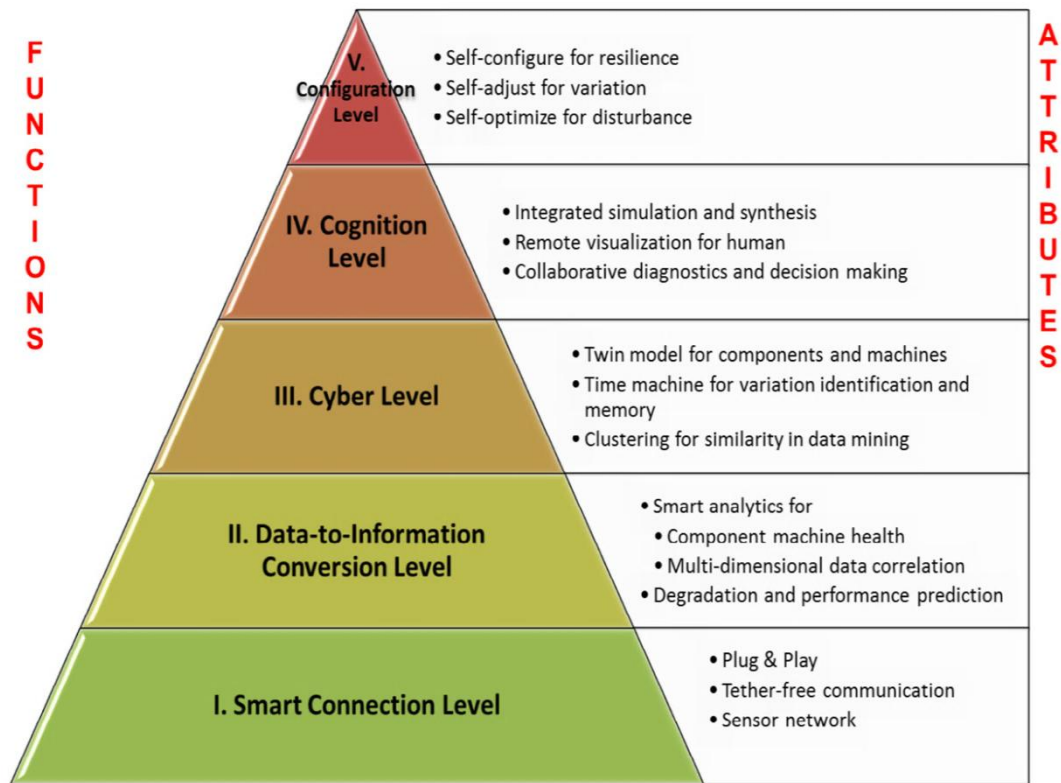 FUNCTIONS
ATTRIBUTES
V.
Configuration
Level
• Self-configure for resilience
• Self-adjust for variation
• Self-optimize for disturbance
IV. Cognition
Level
• Integrated simulation and synthesis
• Remote visualization for human
• Collaborative diagnostics and decision making
III. Cyber Level
• Twin model for components and machines
• Time machine for variation identification and
memory
• Clustering for similarity in data mining
II. Data-to-Information
Conversion Level
• Smart analytics for
• Component machine health
• Multi-dimensional data correlation
• Degradation and performance prediction
I. Smart Connection Level
• Plug & Play
• Tether-free communication
• Sensor network